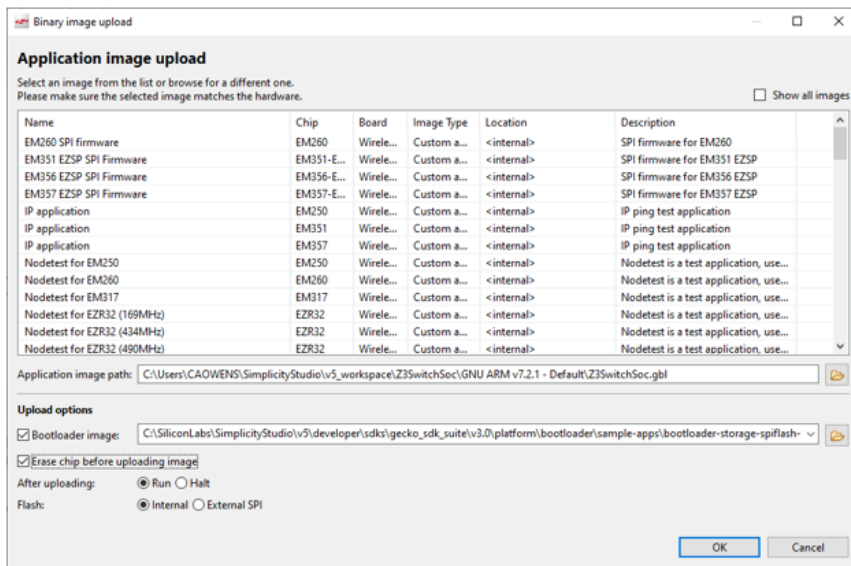 Binary image upload
Application image upload
Select an image from the list or browse for a different one.
Please make sure the selected image matches the hardware.
Show all images
Name Chip Board Image Type Location Description
EM260 SPI firmware EM260 Wirele... Custom a... <internal> SPI firmware for EM260
EM351 EZSP SPI Firmware EM351-E... Wirele... Custom a... <internal> SPI firmware for EM351 EZSP
EM356 EZSP SPI Firmware EM356-E... Wirele... Custom a... <internal> SPI firmware for EM356 EZSP
EM357 EZSP SPI Firmware EM357-E... Wirele... Custom a... <internal> SPI firmware for EM357 EZSP
IP application EM250 Wirele... Custom a... <internal> IP ping test application
IP application EM351 Wirele... Custom a... <internal> IP ping test application
IP application EM357 Wirele... Custom a... <internal> IP ping test application
Nodetest for EM250 EM250 Wirele... Custom a... <internal> Nodetest is a test application, use...
Nodetest for EM260 EM260 Wirele... Custom a... <internal> Nodetest is a test application, use...
Nodetest for EM317 EM317 Wirele... Custom a... <internal> Nodetest is a test application, use...
Nodetest for EZR32 (169MHz) EZR32 Wirele... Custom a... <internal> Nodetest is a test application, use...
Nodetest for EZR32 (434MHz) EZR32 Wirele... Custom a... <internal> Nodetest is a test application, use...
Nodetest for EZR32 (490MHz) EZR32 Wirele... Custom a... <internal> Nodetest is a test application, use...
Application image path: C:\Users\CAOWENS\SimplicityStudio\v5_workspace\Z3SwitchSoc\GNU ARM v7.2.1 - Default\Z3SwitchSoc.gbl
Upload options
Bootloader image: C:\SiliconLabs\SimplicityStudio\v5\developer\sdks\gecko_sdk_suite\v3.0\platform\bootloader\sample-apps\bootloader-storage-spiflash-
Erase chip before uploading image
After uploading: Run Halt
Flash: Internal External SPI
OK Cancel